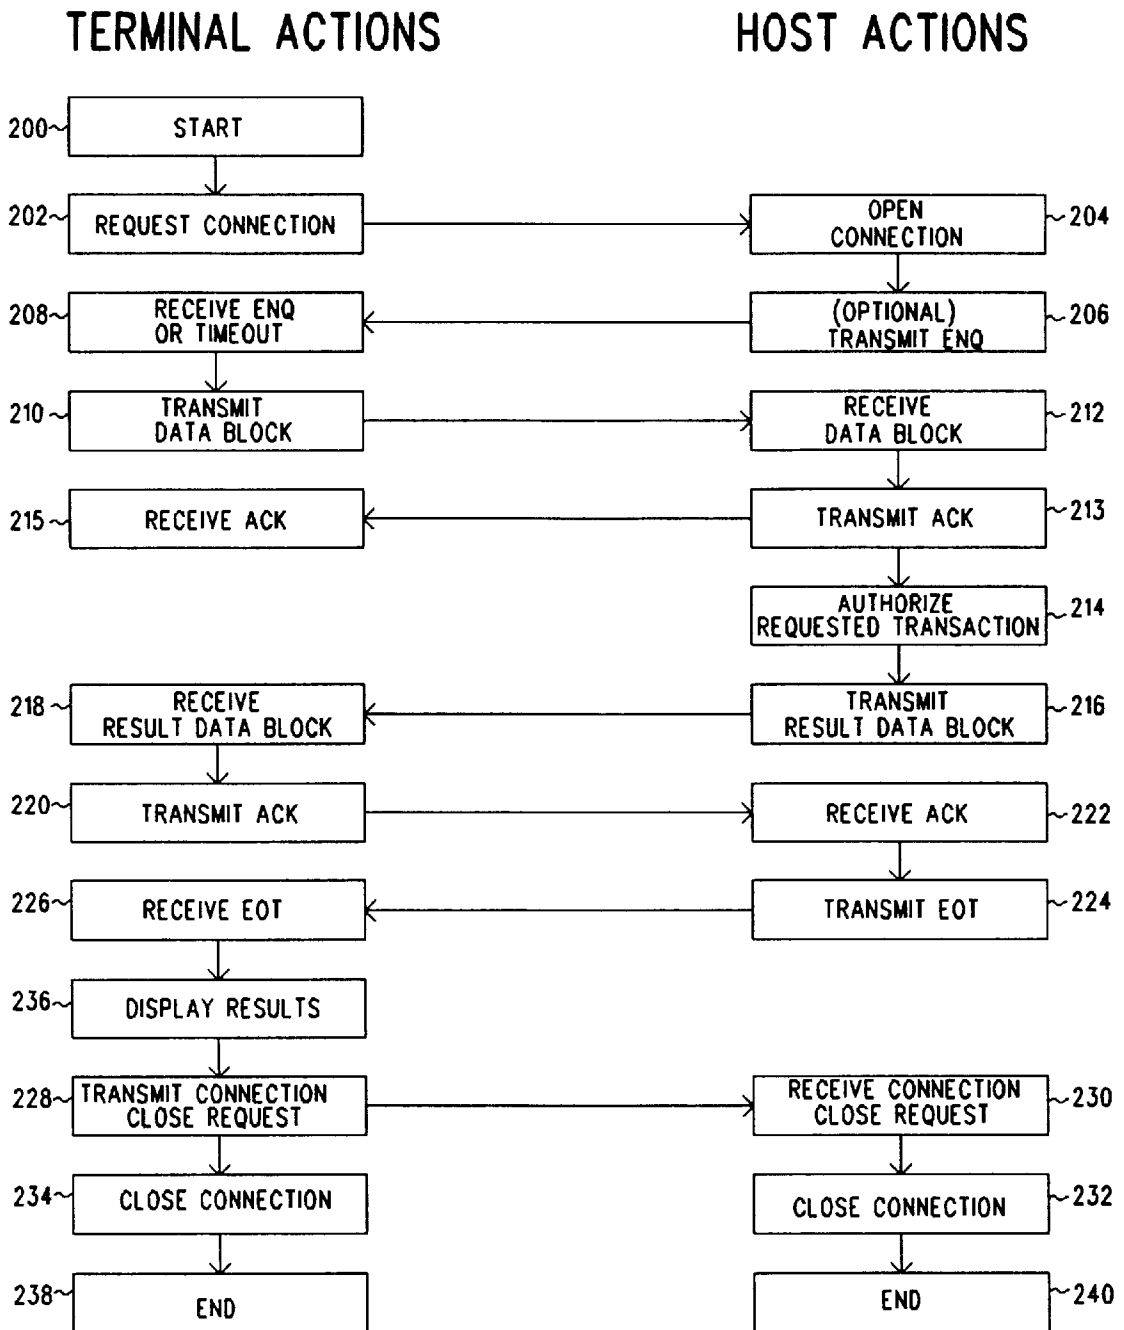 TERMINAL ACTIONS
HOST ACTIONS
200
START
202
REQUEST CONNECTION
OPEN
CONNECTION
204
208
RECEIVE ENQ
OR TIMEOUT
(OPTIONAL)
TRANSMIT ENQ
206
210
TRANSMIT
DATA BLOCK
RECEIVE
DATA BLOCK
212
215
RECEIVE ACK
TRANSMIT ACK
213
AUTHORIZE
REQUESTED TRANSACTION
214
218
RECEIVE
RESULT DATA BLOCK
TRANSMIT
RESULT DATA BLOCK
216
220
TRANSMIT ACK
RECEIVE ACK
222
226
RECEIVE EOT
TRANSMIT EOT
224
236
DISPLAY RESULTS
228
TRANSMIT CONNECTION
CLOSE REQUEST
RECEIVE CONNECTION
CLOSE REQUEST
230
234
CLOSE CONNECTION
CLOSE CONNECTION
232
238
END
END
240